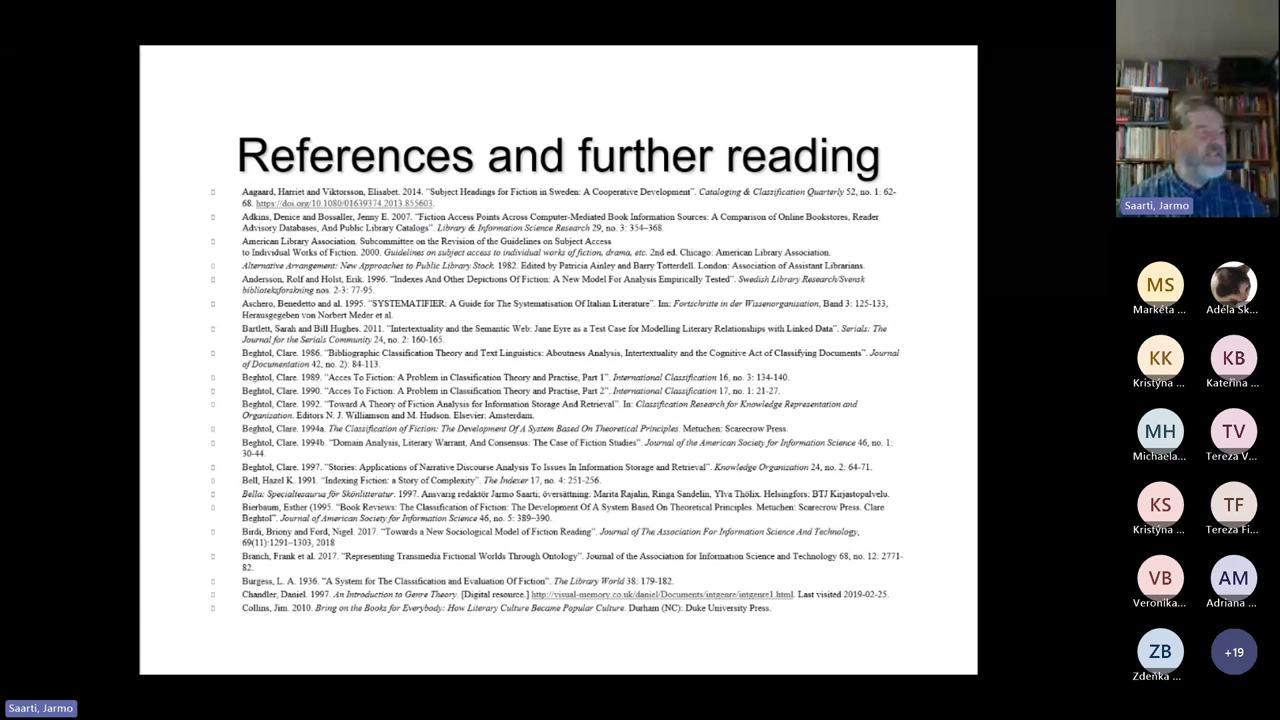 References and further reading
Aagaard, Harriet and Viktorsson, Elisabet. 2014. “Subject Headings for Fiction in Sweden: A Cooperative Development”. Cataloging & Classification Quarterly 52, no. 1: 62-
68. https://doi.org/10.1080/01639374.2013.855603.
Adkins, Denice and Bossaller, Jenny E. 2007. “Fiction Access Points Across Computer-Mediated Book Information Sources: A Comparison of Online Bookstores, Reader
Advisory Databases, And Public Library Catalogs”. Library & Information Science Research 29, no. 3: 354–368.
American Library Association. Subcommittee on the Revision of the Guidelines on Subject Access
to Individual Works of Fiction. 2000. Guidelines on subject access to individual works of fiction, drama, etc. 2nd ed. Chicago: American Library Association.
Alternative Arrangement: New Approaches to Public Library Stock. 1982. Edited by Patricia Ainley and Barry Totterdell. London: Association of Assistant Librarians.
Andersson, Rolf and Holst, Erik. 1996. “Indexes And Other Depictions Of Fiction: A New Model For Analysis Empirically Tested”. Swedish Library Research/Svensk
biblioteksforskning nos. 2-3: 77-95.
Aschero, Benedetto and al. 1995. “SYSTEMATIFIER: A Guide for The Systematisation Of Italian Literature”. Im: Fortschritte in der Wissenorganisation, Band 3: 125-133,
Herausgegeben von Norbert Meder et al.
Bartlett, Sarah and Bill Hughes. 2011. “Intertextuality and the Semantic Web: Jane Eyre as a Test Case for Modelling Literary Relationships with Linked Data”. Serials: The
Journal for the Serials Community 24, no. 2: 160-165.
Beghtol, Clare. 1986. “Bibliographic Classification Theory and Text Linguistics: Aboutness Analysis, Intertextuality and the Cognitive Act of Classifying Documents”. Journal
of Documentation 42, no. 2): 84-113.
Beghtol, Clare. 1989. “Acces To Fiction: A Problem in Classification Theory and Practise, Part 1”. International Classification 16, no. 3: 134-140.
Beghtol, Clare. 1990. “Acces To Fiction: A Problem in Classification Theory and Practise, Part 2”. International Classification 17, no. 1: 21-27.
Beghtol, Clare. 1992. “Toward A Theory of Fiction Analysis for Information Storage And Retrieval”. In: Classification Research for Knowledge Representation and
Organization. Editors N. J. Williamson and M. Hudson. Elsevier: Amsterdam.
Beghtol, Clare. 1994a. The Classification of Fiction: The Development Of A System Based On Theoretical Principles. Metuchen: Scarecrow Press.
Beghtol, Clare. 1994b. “Domain Analysis, Literary Warrant, And Consensus: The Case of Fiction Studies”. Journal of the American Society for Information Science 46, no. 1:
30-44.
Beghtol, Clare. 1997. “Stories: Applications of Narrative Discourse Analysis To Issues In Information Storage and Retrieval”. Knowledge Organization 24, no. 2: 64-71.
Bell, Hazel K. 1991. “Indexing Fiction: a Story of Complexity”. The Indexer 17, no. 4: 251-256.
Bella: Specialtesaurus för Skönlitteratur. 1997. Ansvarig redaktör Jarmo Saarti; översättning: Marita Rajalin, Ringa Sandelin, Ylva Thölix. Helsingfors: BTJ Kirjastopalvelu.
Bierbaum, Esther (1995. “Book Reviews: The Classification of Fiction: The Development Of A System Based On Theoretical Principles. Metuchen: Scarecrow Press. Clare
Beghtol”. Journal of American Society for Information Science 46, no. 5: 389–390.
Birdi, Briony and Ford, Nigel. 2017. “Towards a New Sociological Model of Fiction Reading”. Journal of The Association For Information Science And Technology,
69(11):1291–1303, 2018
Branch, Frank et al. 2017. “Representing Transmedia Fictional Worlds Through Ontology”. Journal of the Association for Information Science and Technology 68, no. 12: 2771-
82.
Burgess, L. A. 1936. “A System for The Classification and Evaluation Of Fiction”. The Library World 38: 179-182.
Chandler, Daniel. 1997. An Introduction to Genre Theory. [Digital resource.] http://visual-memory.co.uk/daniel/Documents/intgenre/intgenre1.html. Last visited 2019-02-25.
Collins, Jim. 2010. Bring on the Books for Everybody: How Literary Culture Became Popular Culture. Durham (NC): Duke University Press.
Saarti, Jarmo
MS
Markéta ...
Adéla Sk...
KK
Kristýna ...
KB
Kateřina ...
MH
Michaela...
TV
Tereza V...
KS
Kristýna ...
TF
Tereza Fi...
VB
Veronika...
AM
Adriana ...
ZB
Zdeňka ...
+19
Saarti, Jarmo